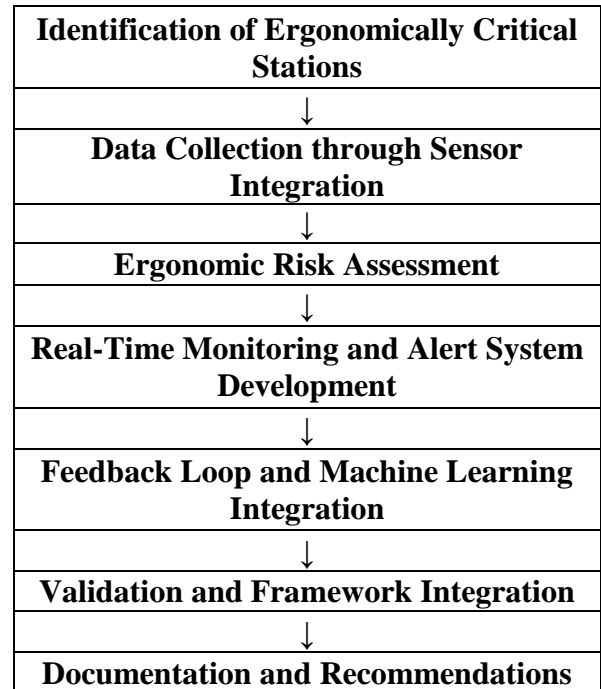 Identification of Ergonomically Critical
Stations
↓
Data Collection through Sensor
Integration
↓
Ergonomic Risk Assessment
↓
Real-Time Monitoring and Alert System
Development
↓
Feedback Loop and Machine Learning
Integration
↓
Validation and Framework Integration
↓
Documentation and Recommendations